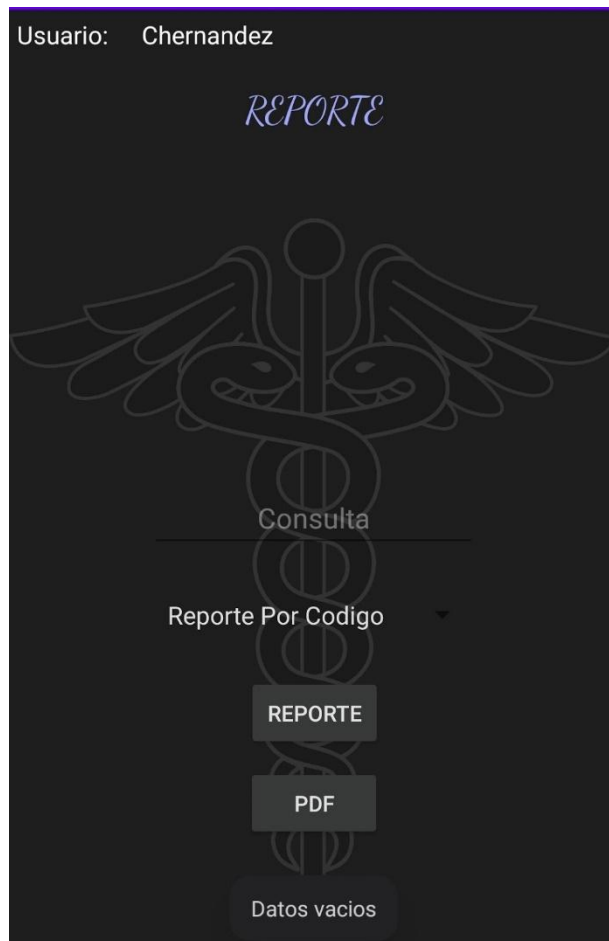 Usuario: Chernandez
REPORTE
Consulta
Reporte Por Codigo
REPORTE
PDF
Datos vacios